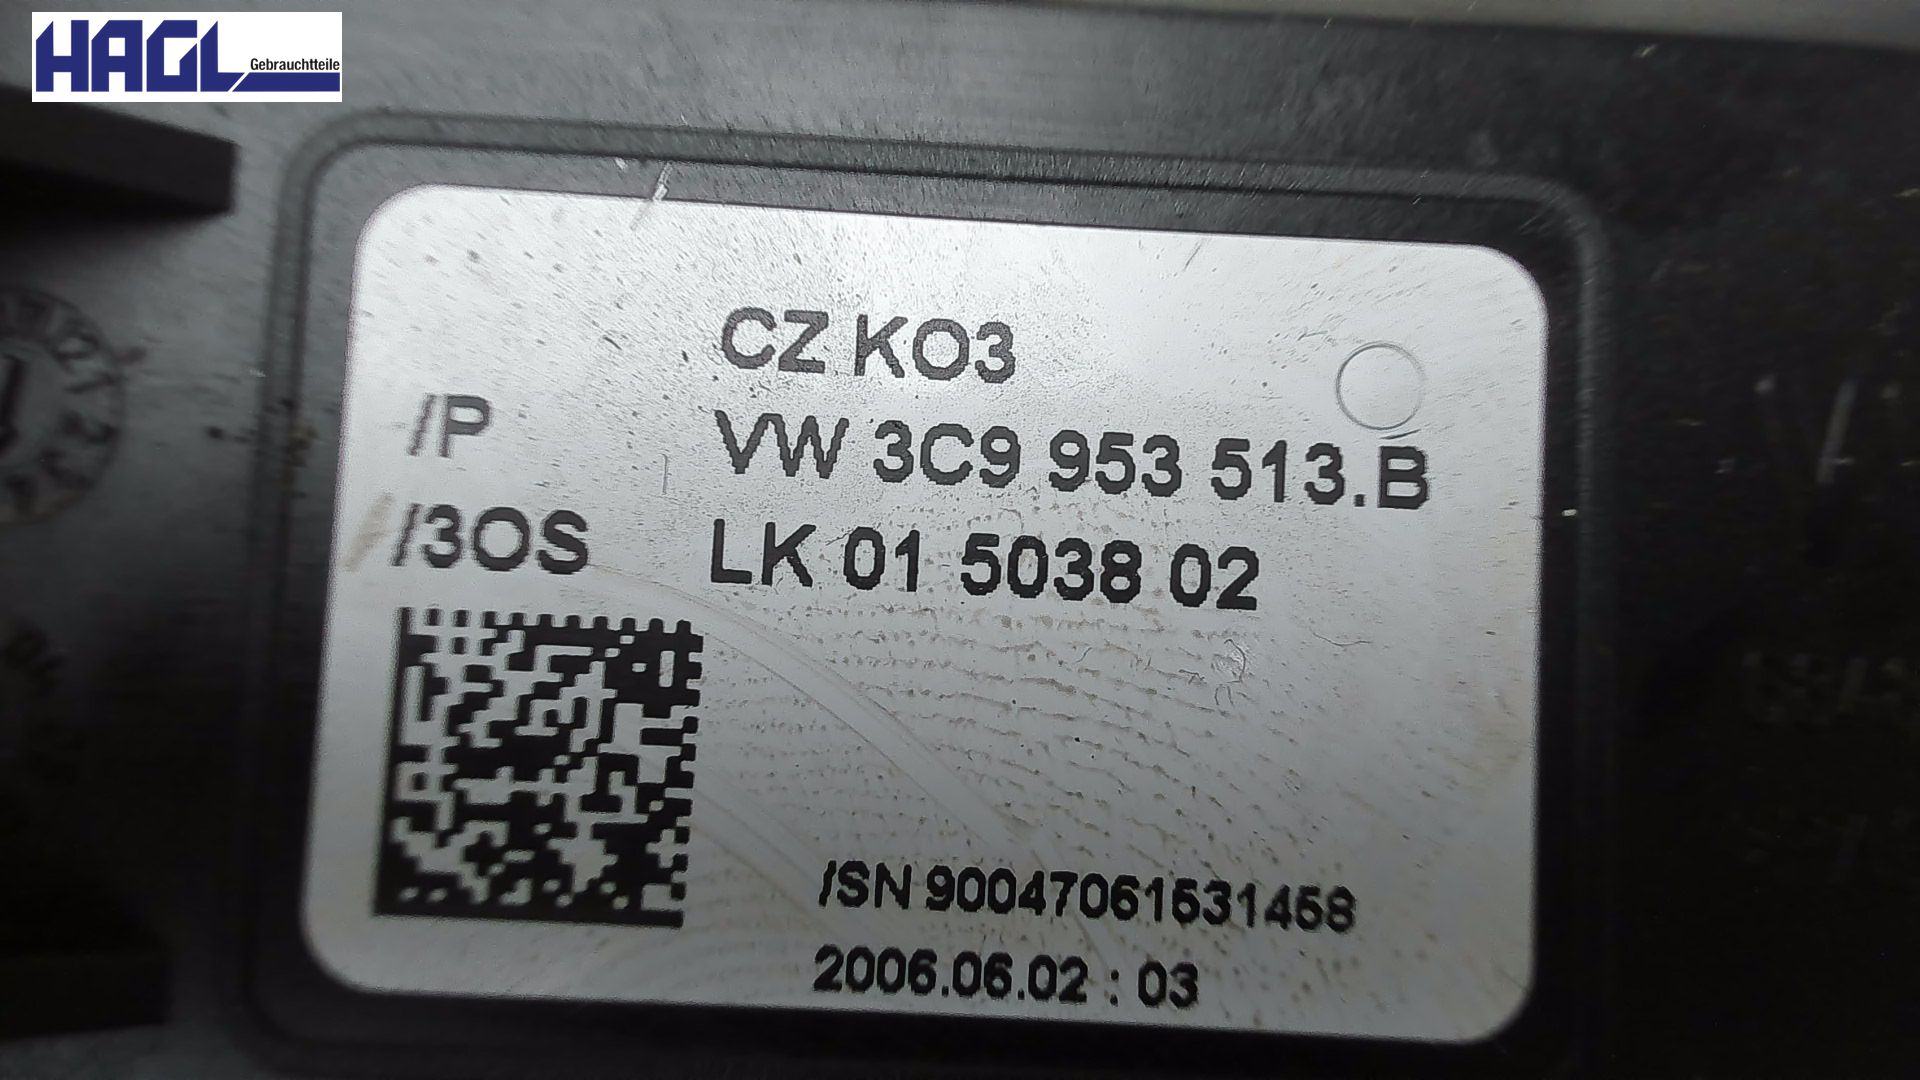 HAGL
Gebrauchtteile
CZ KO3
/P VW 3C9 953 513.B
/3OS LK 01 5038 02
/SN 90047061531458
2006.06.02 : 03